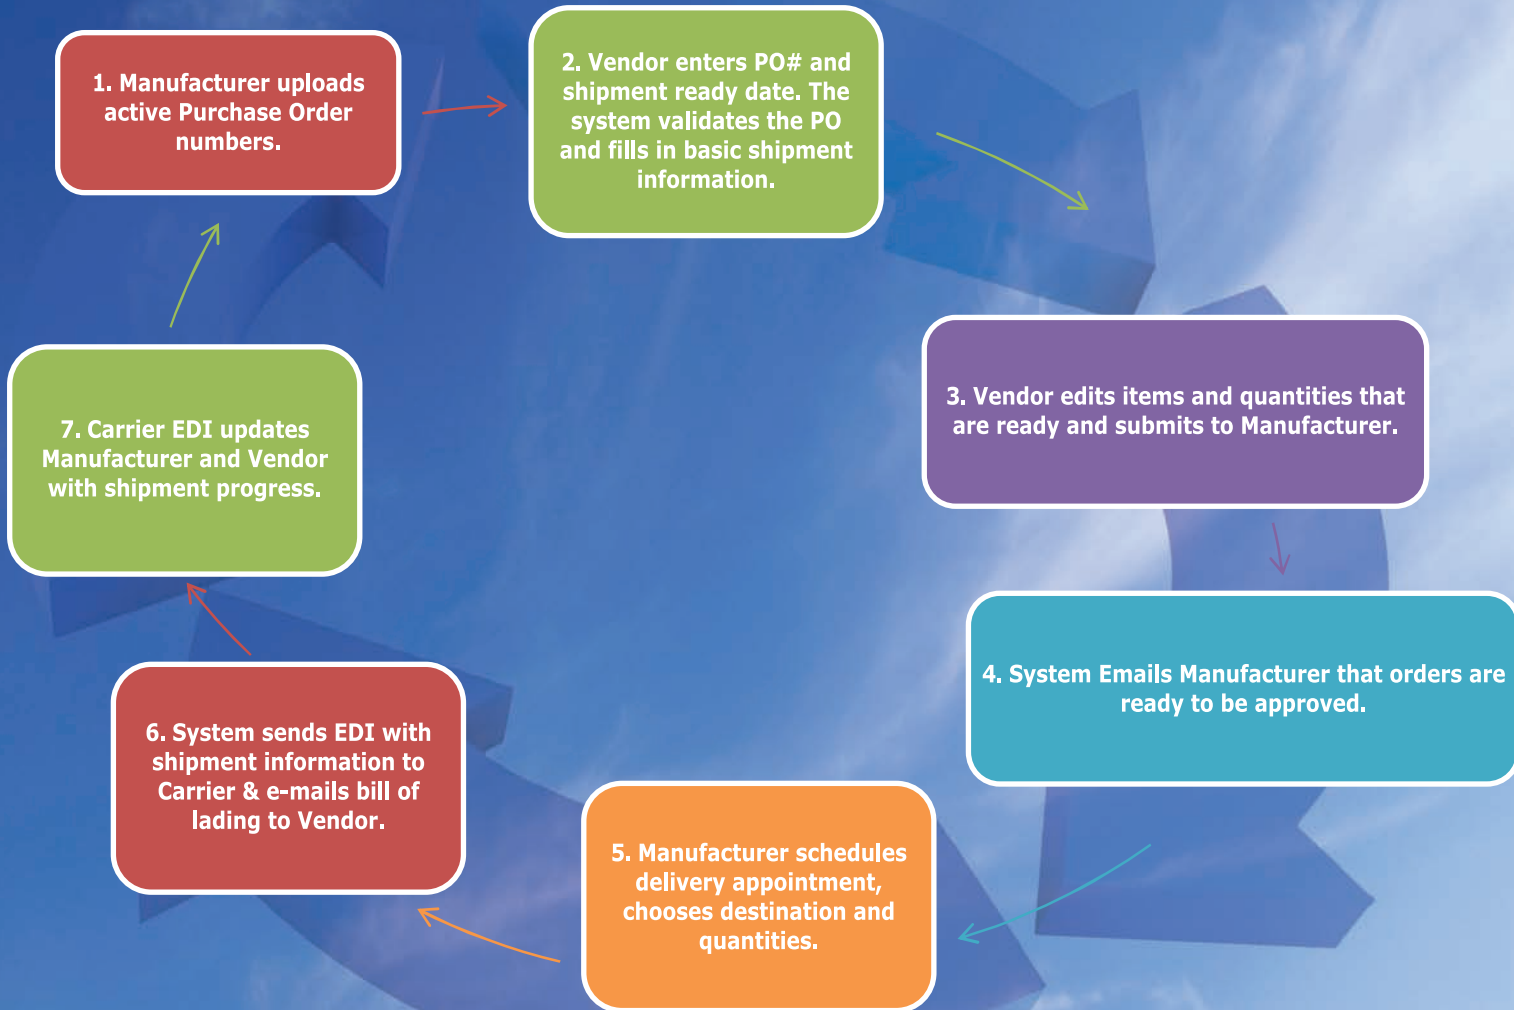 1. Manufacturer uploads
active Purchase Order
numbers.
2. Vendor enters PO# and
shipment ready date. The
system validates the PO
and fills in basic shipment
information.
3. Vendor edits items and quantities that
are ready and submits to Manufacturer.
4. System Emails Manufacturer that orders are
ready to be approved.
5. Manufacturer schedules
delivery appointment,
chooses destination and
quantities.
6. System sends EDI with
shipment information to
Carrier & e-mails bill of
lading to Vendor.
7. Carrier EDI updates
Manufacturer and Vendor
with shipment progress.